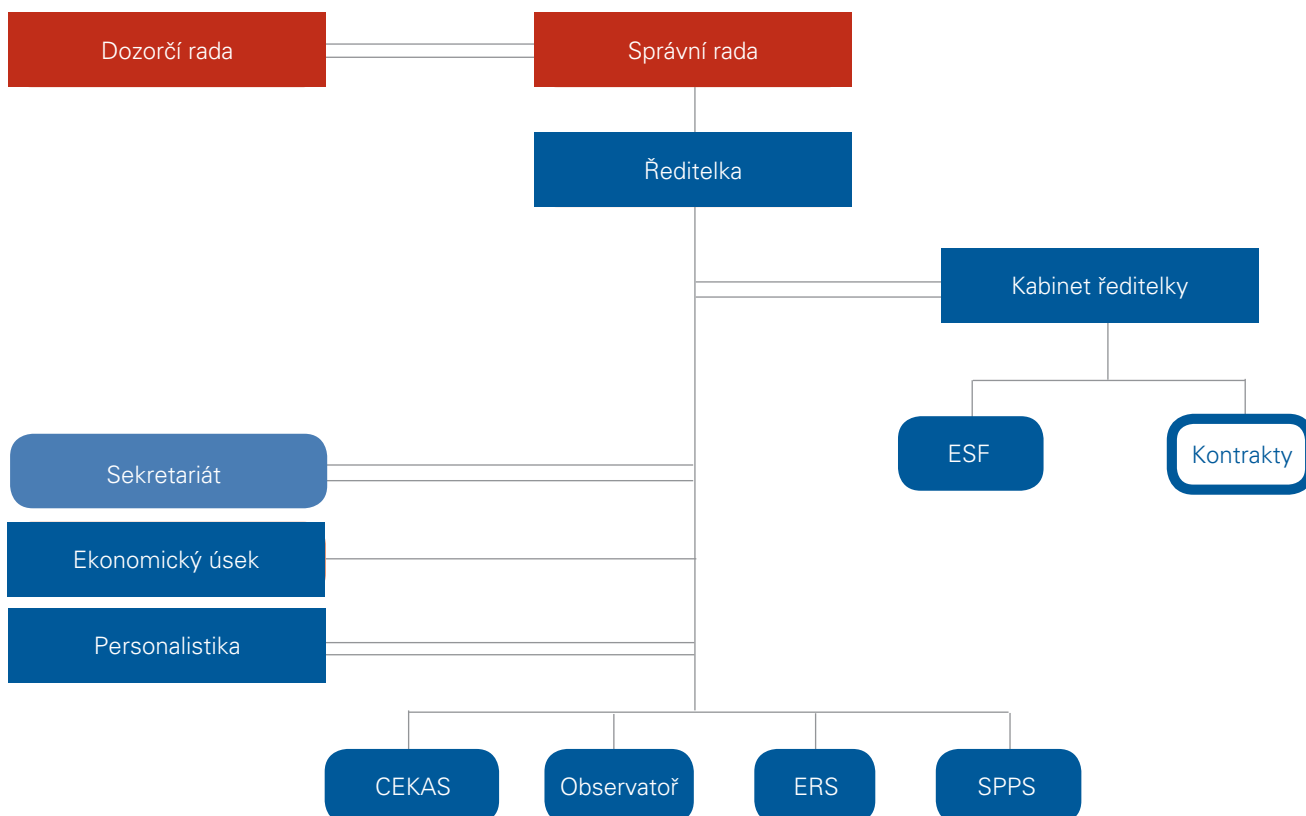 Dozorčí rada
Správní rada
Ředitelka
Kabinet ředitelky
ESF
Kontrakty
Sekretariát
Ekonomický úsek
Personalistika
CEKAS
Observatoř
ERS
SPPS